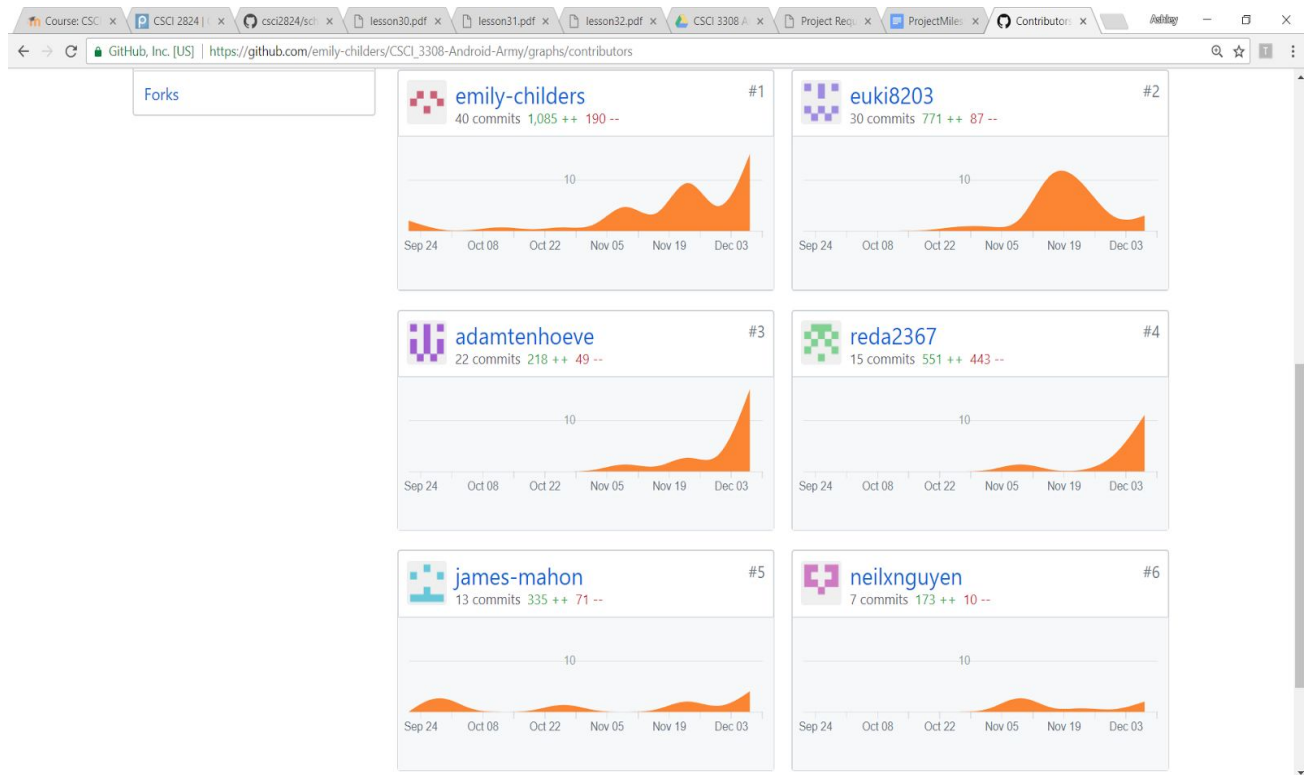 Course: CSC
CSCI 2824 |
csci2824/sch
lesson30.pdf
lesson31.pdf
lesson32.pdf
CSCI 3308 A
Project Requ
ProjectMiles
Contributors
Ashley
GitHub, Inc. [US] | https://github.com/emily-childers/CSCI_3308-Android-Army/graphs/contributors
T
Forks
emily-childers #1
40 commits 1,085 ++ 190 --
10
Sep 24 Oct 08 Oct 22 Nov 05 Nov 19 Dec 03
euki8203 #2
30 commits 771 ++ 87 --
10
Sep 24 Oct 08 Oct 22 Nov 05 Nov 19 Dec 03
adamtenhoeve #3
22 commits 218 ++ 49 --
10
Sep 24 Oct 08 Oct 22 Nov 05 Nov 19 Dec 03
reda2367 #4
15 commits 551 ++ 443 --
10
Sep 24 Oct 08 Oct 22 Nov 05 Nov 19 Dec 03
james-mahon #5
13 commits 335 ++ 71 --
10
Sep 24 Oct 08 Oct 22 Nov 05 Nov 19 Dec 03
neilxnguyen #6
7 commits 173 ++ 10 --
10
Sep 24 Oct 08 Oct 22 Nov 05 Nov 19 Dec 03